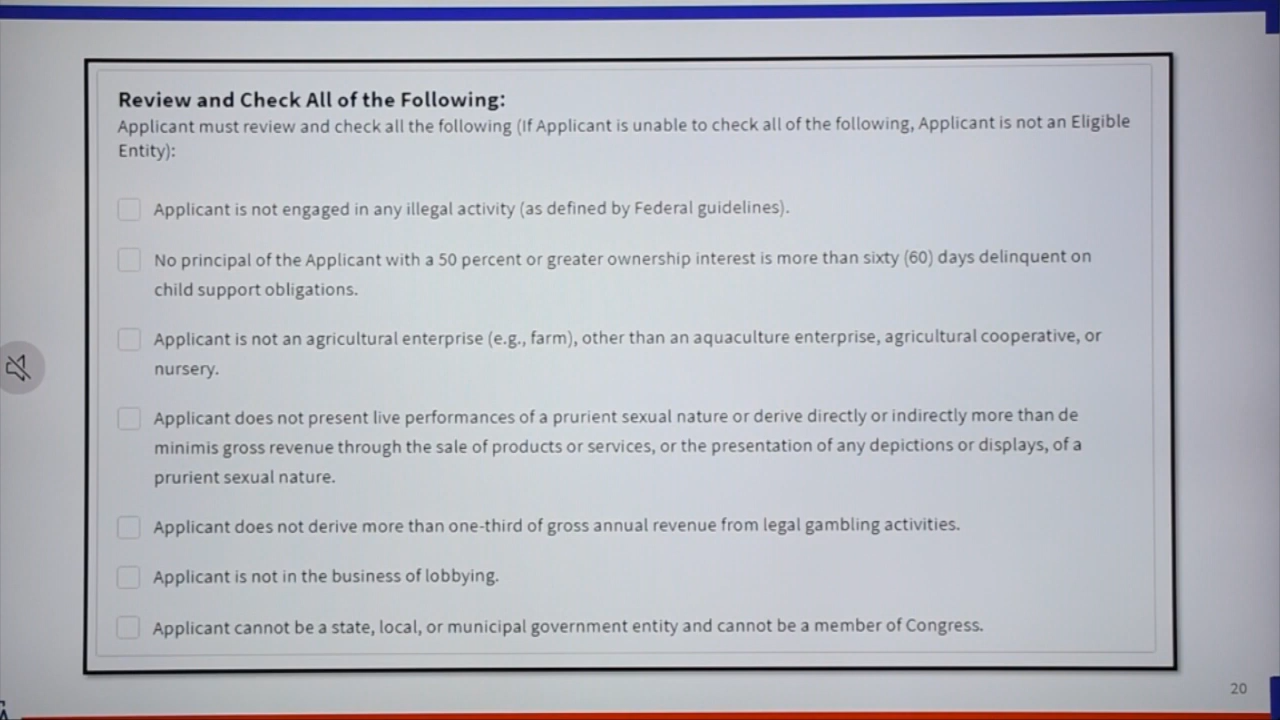 Review and Check All of the Following:
Applicant must review and check all the following (If Applicant is unable to check all of the following, Applicant is not an Eligible
Entity):
Applicant is not engaged in any illegal activity (as defined by Federal guidelines).
No principal of the Applicant with a 50 percent or greater ownership interest is more than sixty (60) days delinquent on
child support obligations.
Applicant is not an agricultural enterprise (e.g., farm), other than an aquaculture enterprise, agricultural cooperative, or
nursery.
Applicant does not present live performances of a prurient sexual nature or derive directly or indirectly more than de
minimis gross revenue through the sale of products or services, or the presentation of any depictions or displays, of a
prurient sexual nature.
Applicant does not derive more than one-third of gross annual revenue from legal gambling activities.
Applicant is not in the business of lobbying.
Applicant cannot be a state, local, or municipal government entity and cannot be a member of Congress.
20